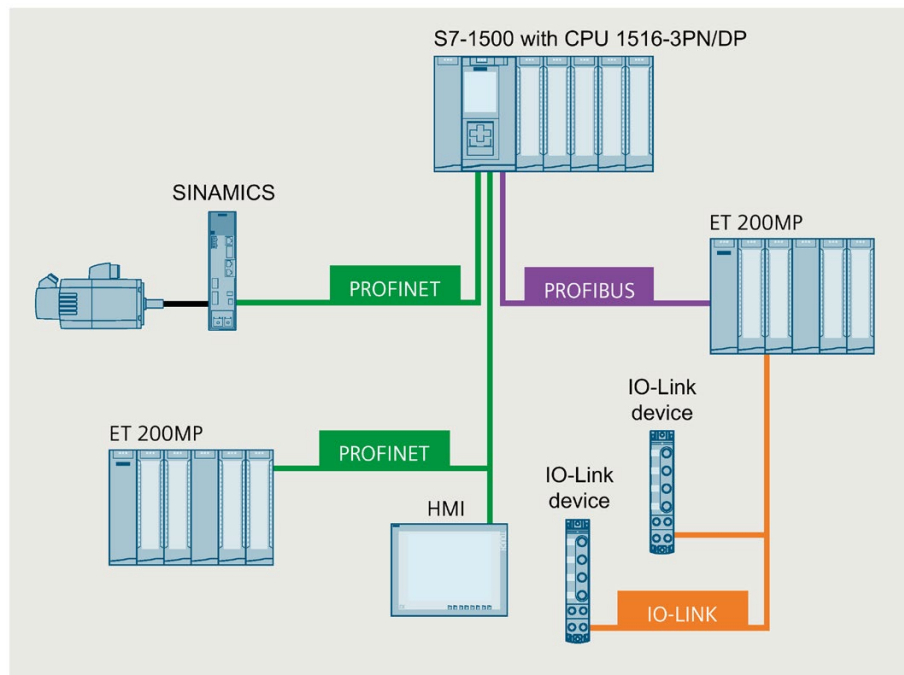 S7-1500 with CPU 1516-3PN/DP
SINAMICS
ET 200MP
PROFINET
PROFIBUS
IO-Link
device
ET 200MP
PROFINET
IO-Link
device
HMI
IO-LINK